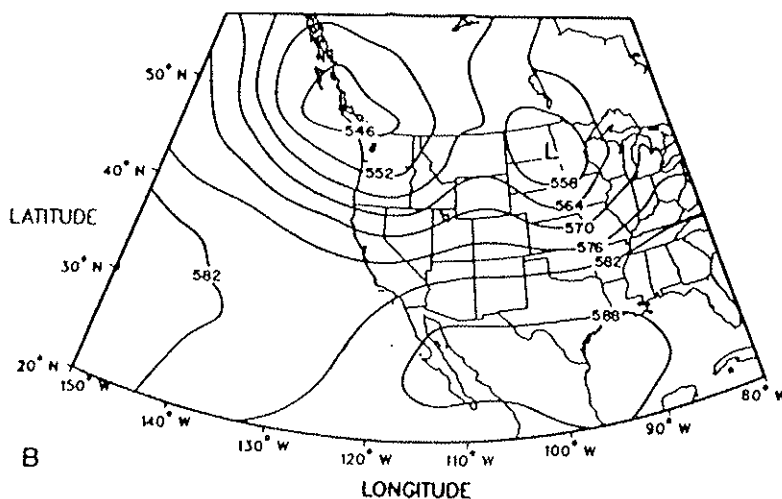 50° N
40° N
LATITUDE
30° N
20° N
150° W
140° W
130° W
120° W
110° W
100° W
90° W
80° W
LONGITUDE
B
546
552
L
558
564
570
576
582
582
588